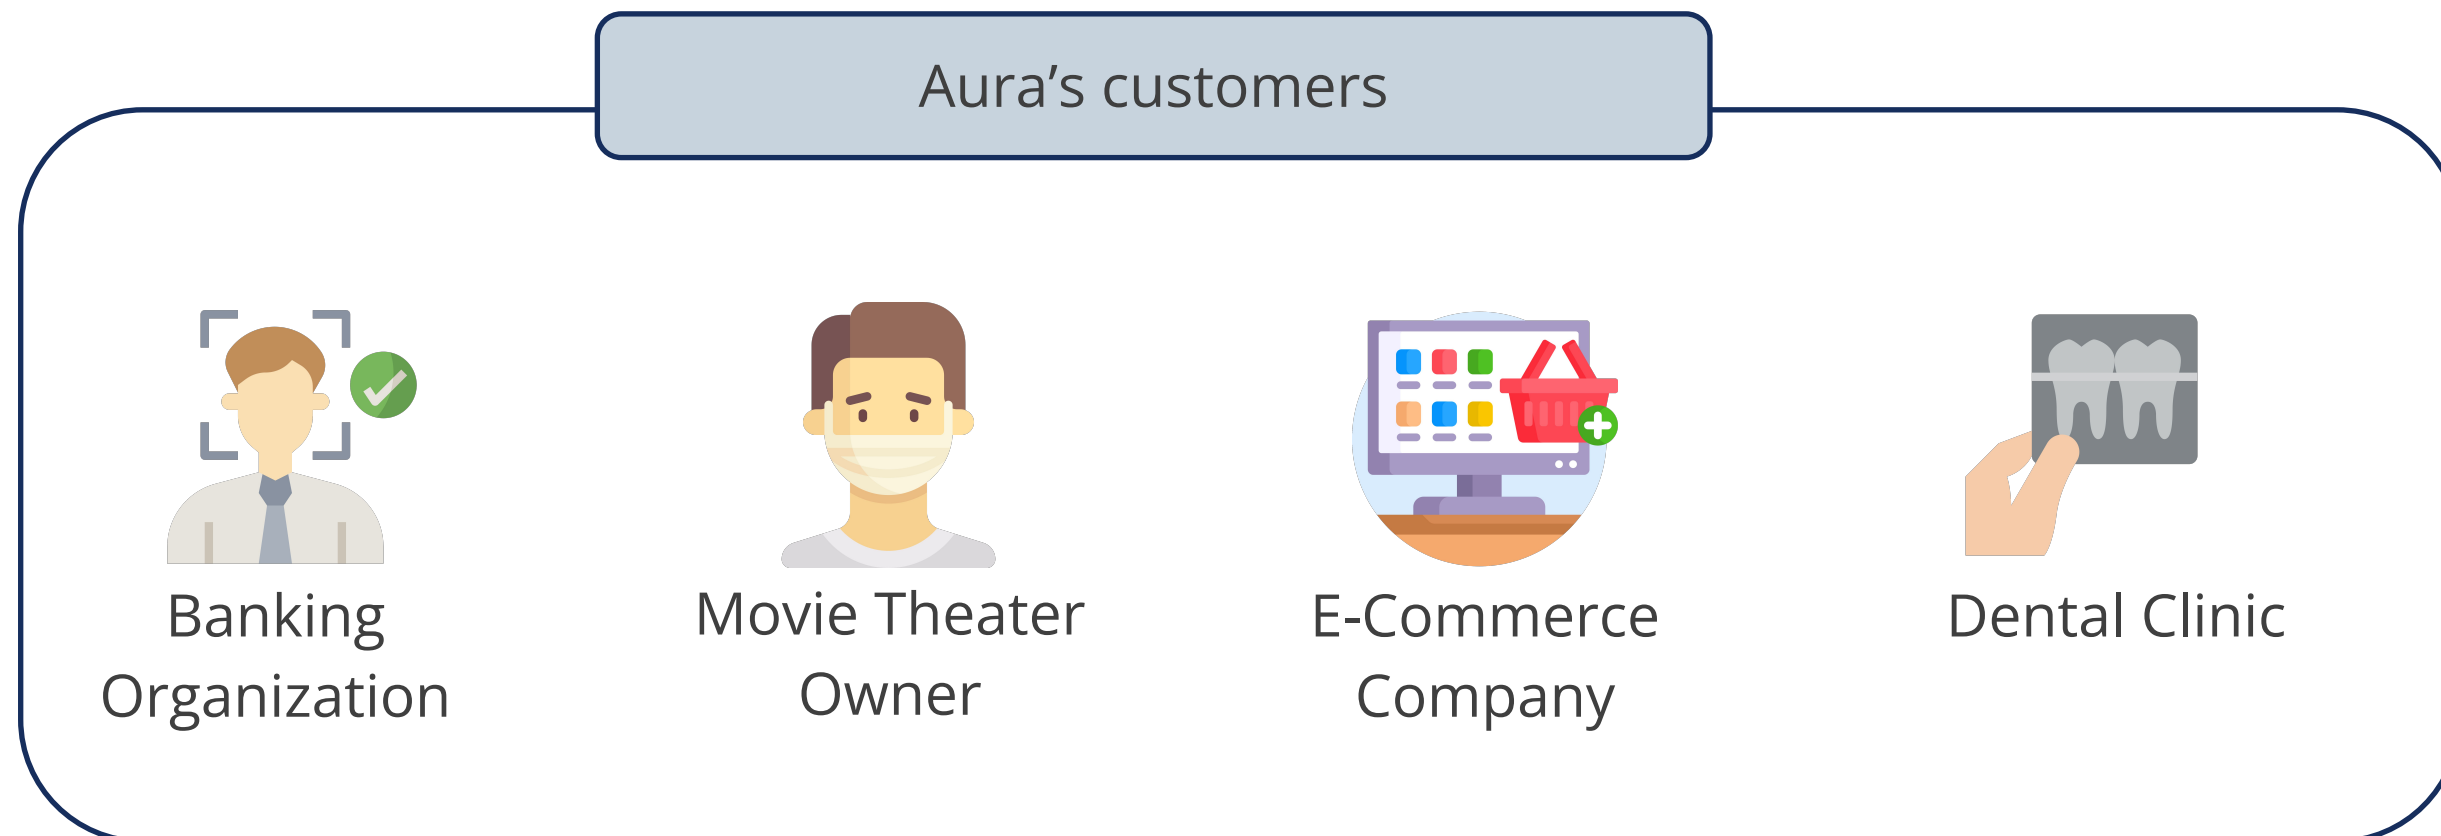 Aura’s customers
Banking
Organization
Movie Theater
Owner
E-Commerce
Company
Dental Clinic